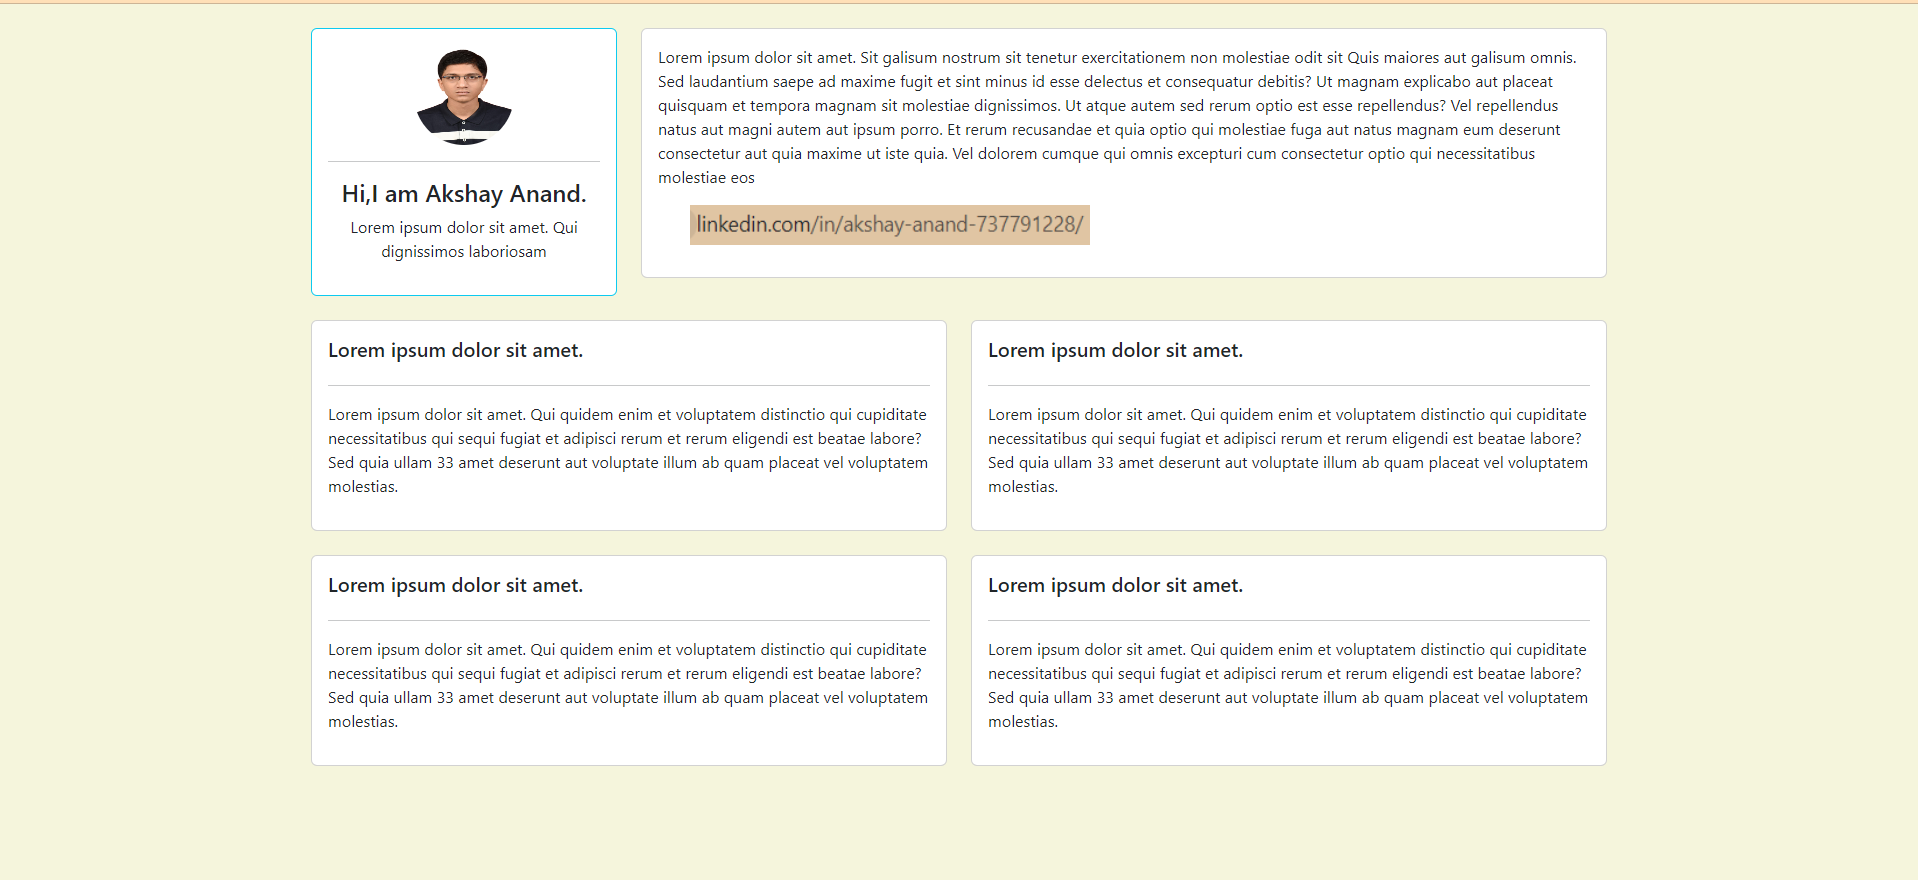 Hi,I am Akshay Anand.
Lorem ipsum dolor sit amet. Qui
dignissimos laboriosam
Lorem ipsum dolor sit amet. Sit galisum nostrum sit tenetur exercitationem non molestiae odit sit Quis maiores aut galisum omnis.
Sed laudantium saepe ad maxime fugit et sint minus id esse delectus et consequatur debitis? Ut magnam explicabo aut placeat
quisquam et tempora magnam sit molestiae dignissimos. Ut atque autem sed rerum optio est esse repellendus? Vel repellendus
natus aut magni autem aut ipsum porro. Et rerum recusandae et quia optio qui molestiae fuga aut natus magnam eum deserunt
consectetur aut quia maxime ut iste quia. Vel dolorem cumque qui omnis excepturi cum consectetur optio qui necessitatibus
molestiae eos
linkedin.com/in/akshay-anand-737791228/
Lorem ipsum dolor sit amet.
Lorem ipsum dolor sit amet. Qui quidem enim et voluptatem distinctio qui cupiditate
necessitatibus qui sequi fugiat et adipisci rerum et rerum eligendi est beatae labore?
Sed quia ullam 33 amet deserunt aut voluptate illum ab quam placeat vel voluptatem
molestias.
Lorem ipsum dolor sit amet.
Lorem ipsum dolor sit amet. Qui quidem enim et voluptatem distinctio qui cupiditate
necessitatibus qui sequi fugiat et adipisci rerum et rerum eligendi est beatae labore?
Sed quia ullam 33 amet deserunt aut voluptate illum ab quam placeat vel voluptatem
molestias.
Lorem ipsum dolor sit amet.
Lorem ipsum dolor sit amet. Qui quidem enim et voluptatem distinctio qui cupiditate
necessitatibus qui sequi fugiat et adipisci rerum et rerum eligendi est beatae labore?
Sed quia ullam 33 amet deserunt aut voluptate illum ab quam placeat vel voluptatem
molestias.
Lorem ipsum dolor sit amet.
Lorem ipsum dolor sit amet. Qui quidem enim et voluptatem distinctio qui cupiditate
necessitatibus qui sequi fugiat et adipisci rerum et rerum eligendi est beatae labore?
Sed quia ullam 33 amet deserunt aut voluptate illum ab quam placeat vel voluptatem
molestias.